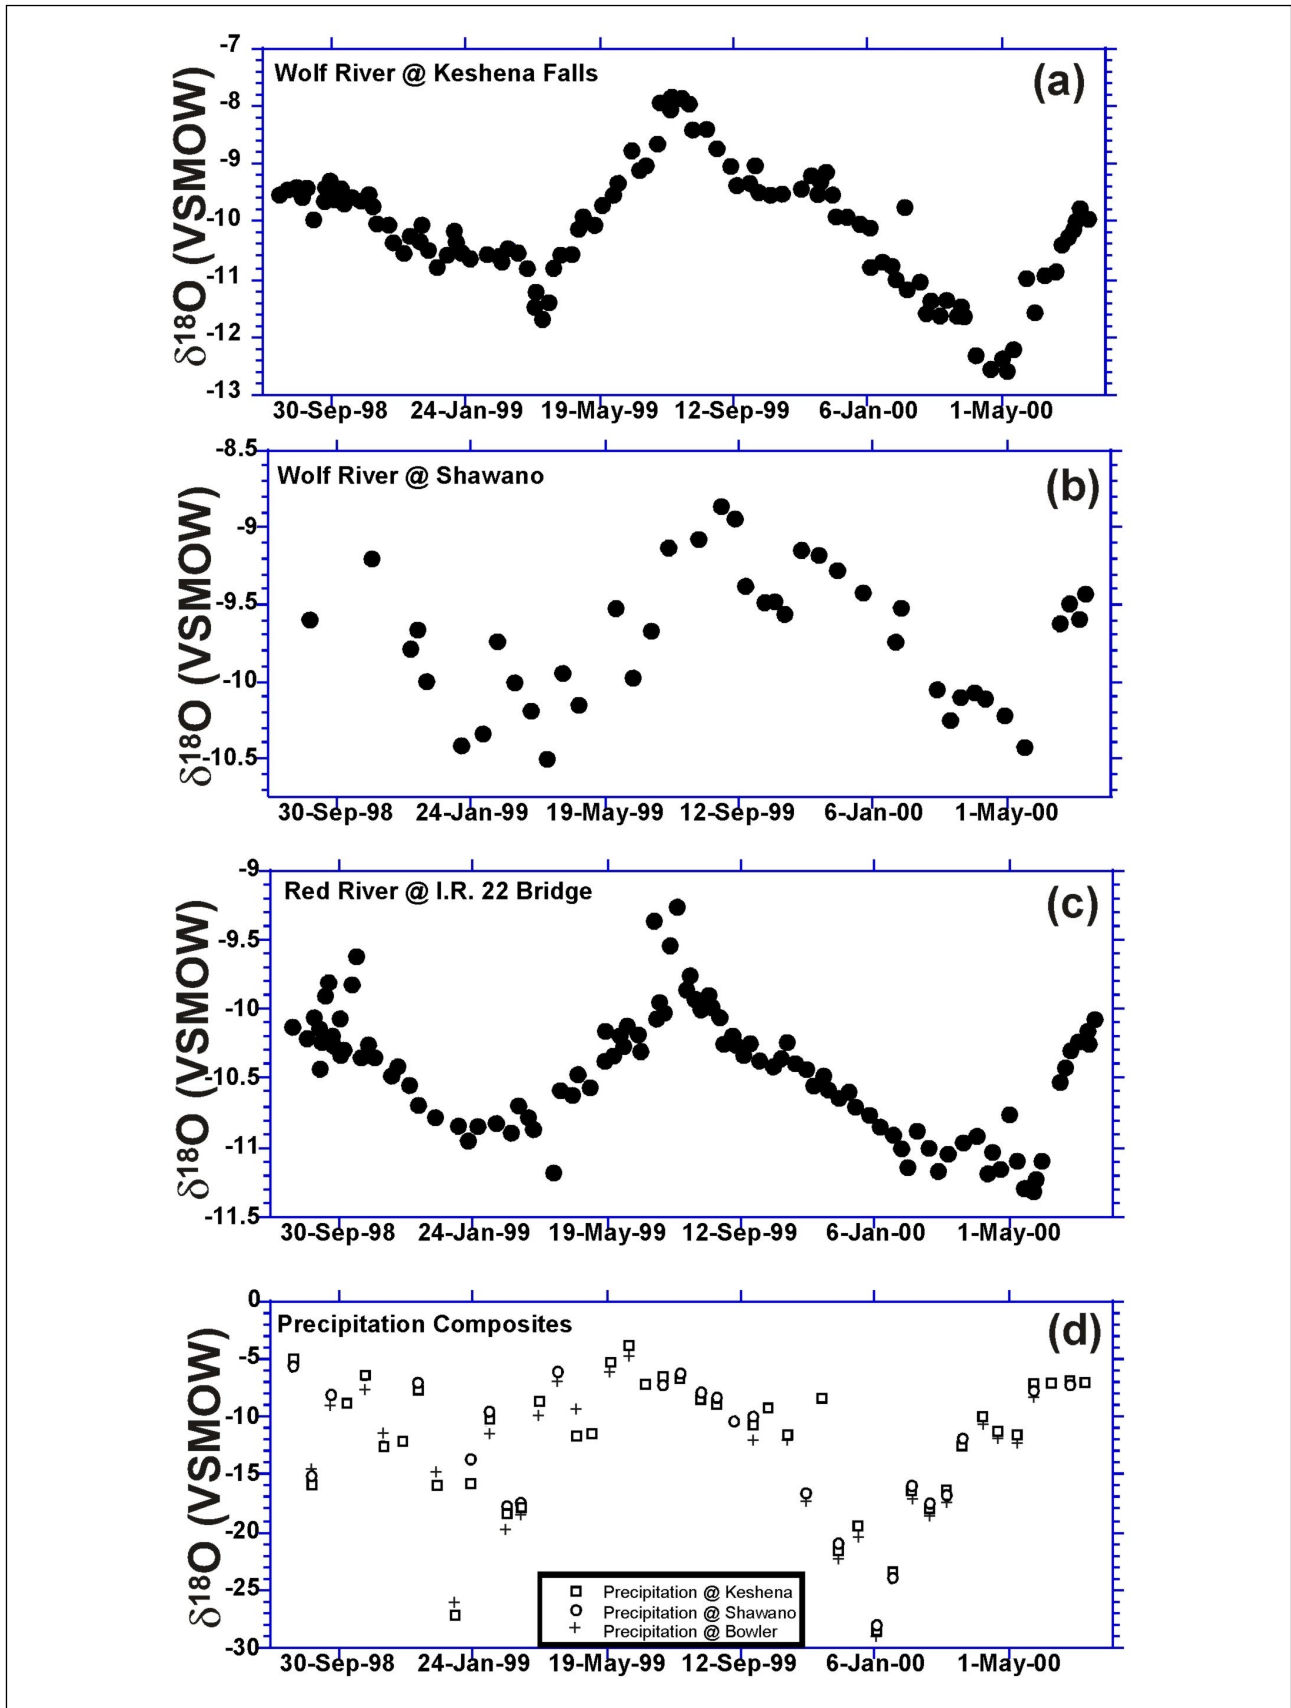 Wolf River @ Keshena Falls
(a)
δ18O (VSMOW)
-7
-8
-9
-10
-11
-12
-13
30-Sep-98 24-Jan-99 19-May-99 12-Sep-99 6-Jan-00 1-May-00
Wolf River @ Shawano
(b)
δ18O (VSMOW)
-8.5
-9
-9.5
-10
-10.5
30-Sep-98 24-Jan-99 19-May-99 12-Sep-99 6-Jan-00 1-May-00
Red River @ I.R. 22 Bridge
(c)
δ18O (VSMOW)
-9
-9.5
-10
-10.5
-11
-11.5
30-Sep-98 24-Jan-99 19-May-99 12-Sep-99 6-Jan-00 1-May-00
Precipitation Composites
(d)
δ18O (VSMOW)
0
-5
-10
-15
-20
-25
-30
Precipitation @ Keshena
Precipitation @ Shawano
Precipitation @ Bowler
30-Sep-98 24-Jan-99 19-May-99 12-Sep-99 6-Jan-00 1-May-00